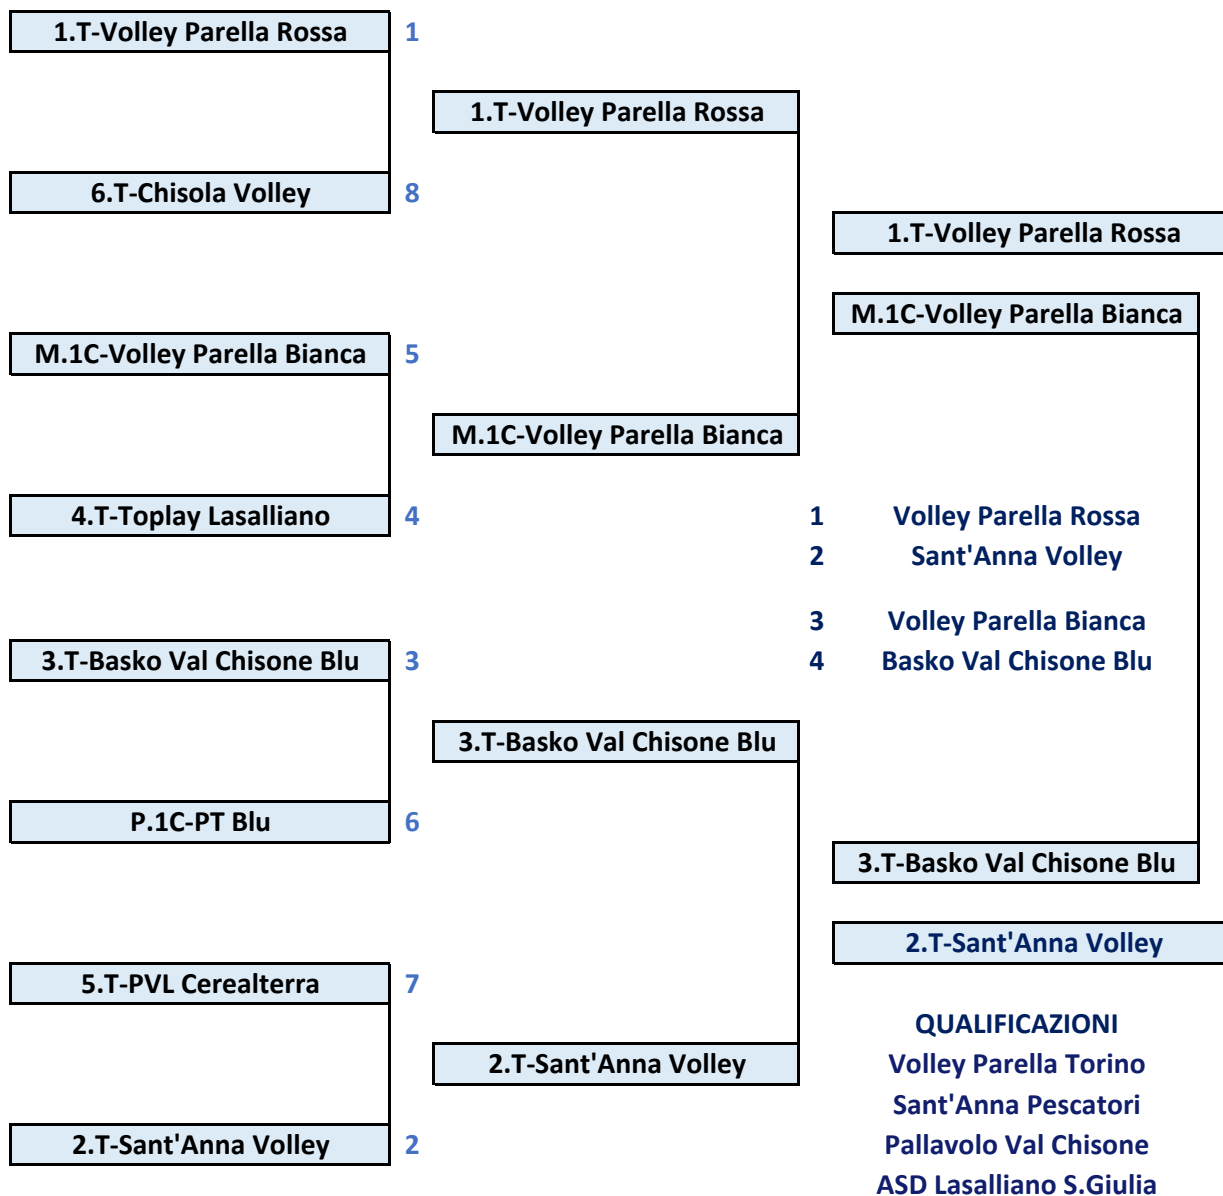 1.T-Volley Parella Rossa 1
1.T-Volley Parella Rossa
6.T-Chisola Volley 8
1.T-Volley Parella Rossa
M.1C-Volley Parella Bianca
M.1C-Volley Parella Bianca 5
M.1C-Volley Parella Bianca
4.T-Toplay Lasalliano 4
1 Volley Parella Rossa
2 Sant'Anna Volley
3 Volley Parella Bianca
4 Basko Val Chisone Blu
3.T-Basko Val Chisone Blu 3
3.T-Basko Val Chisone Blu
P.1C-PT Blu 6
3.T-Basko Val Chisone Blu
2.T-Sant'Anna Volley
5.T-PVL Cerealterra 7
QUALIFICAZIONI
2.T-Sant'Anna Volley
Volley Parella Torino
Sant'Anna Pescatori
2.T-Sant'Anna Volley 2
Pallavolo Val Chisone
ASD Lasalliano S.Giulia